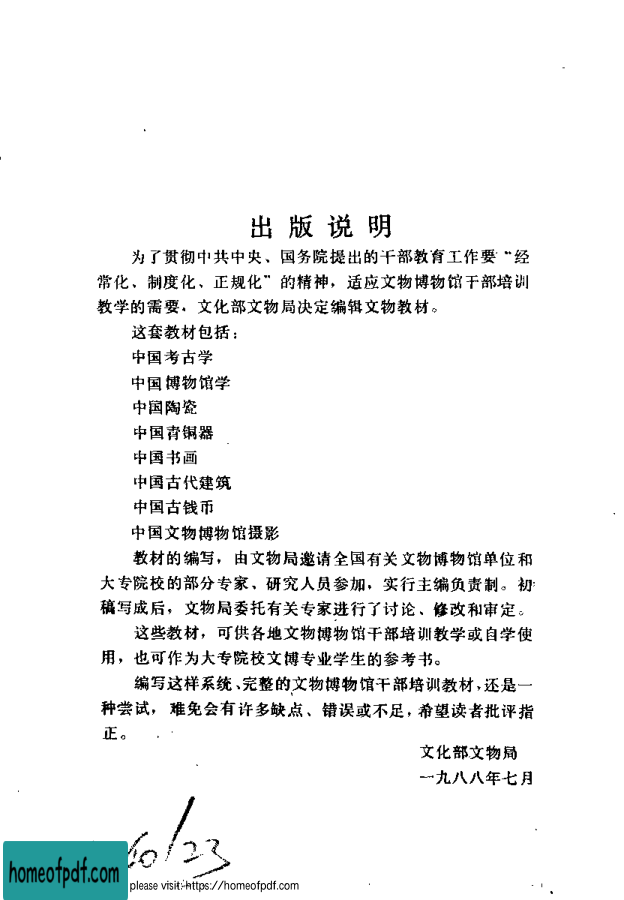 出版说明
为了贯彻中共中央、国务院提出的干部教育工作要“经
常化、制度化、正规化”的精神，适应文物博物馆干部培训
教学的需要，文化部文物局决定编辑文物教材。
这套教材包括：
中国考古学
中国博物馆学
中国陶瓷
中国青铜器
中国书画
中国古代建筑
中国古钱币
中国文物博物馆摄影
教材的编写，由文物局邀请全国有关文物博物馆单位和
大专院校的部分专家、研究人员参加，实行主编负责制。初
稿写成后，文物局委托有关专家进行了讨论、修改和审定。
这些教材，可供各地文物博物馆干部培训教学或自学使
用，也可作为大专院校文博专业学生的参考书。
编写这样系统、完整的文物博物馆干部培训教材，还是一
种尝试，难免会有许多缺点、错误或不足，希望读者批评指
正。
文化部文物局
一九八八年七月
60/23
homeofpdf.com
please visit:-https://homeofpdf.com